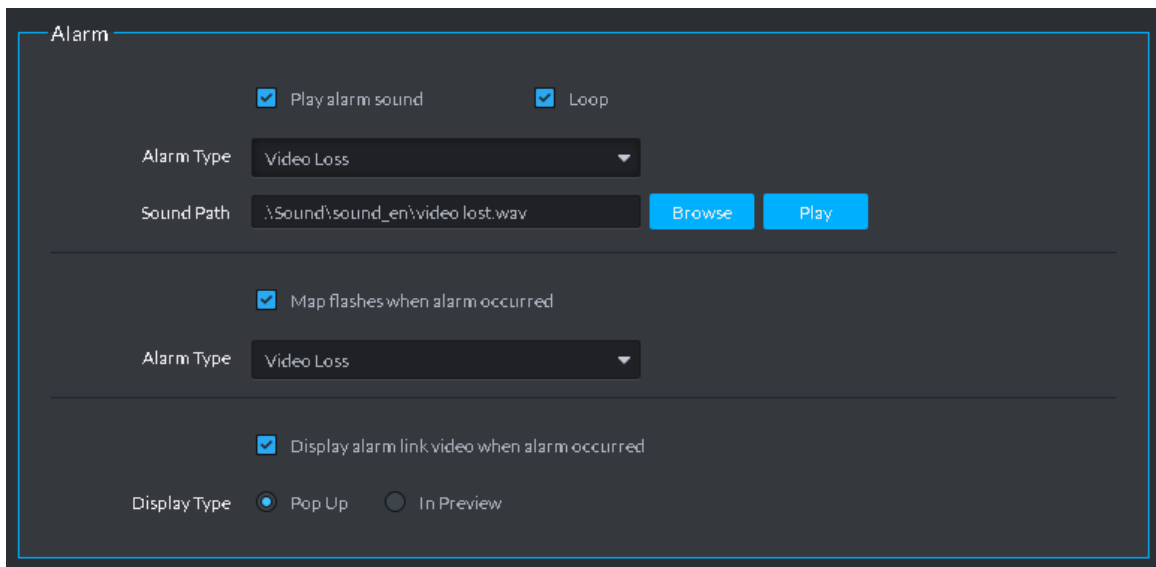 Alarm
Play alarm sound Loop
Alarm Type Video Loss
Sound Path .\Sound\sound_en\video lost.wav Browse Play
Map flashes when alarm occurred
Alarm Type Video Loss
Display alarm link video when alarm occurred
Display Type Pop Up In Preview